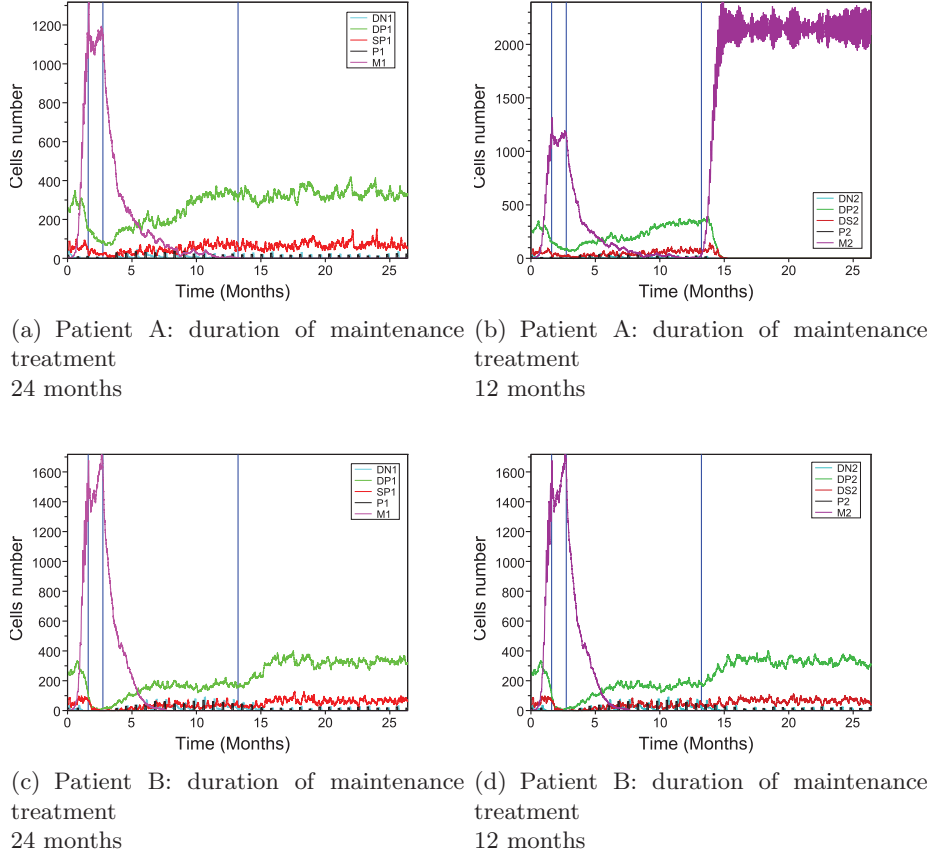 1200
1000
800
600
400
200
0
Cells number
DN1
DP1
SP1
P1
M1
0 5 10 15 20 25
Time (Months)
2000
1500
1000
500
0
Cells number
DN2
DP2
DS2
P2
M2
0 5 10 15 20 25
Time (Months)
(a) Patient A: duration of maintenance treatment
24 months
(b) Patient A: duration of maintenance treatment
12 months
1600
1400
1200
1000
800
600
400
200
0
Cells number
DN1
DP1
SP1
P1
M1
0 5 10 15 20 25
Time (Months)
1600
1400
1200
1000
800
600
400
200
0
Cells number
DN2
DP2
DS2
P2
M2
0 5 10 15 20 25
Time (Months)
(c) Patient B: duration of maintenance treatment
24 months
(d) Patient B: duration of maintenance treatment
12 months